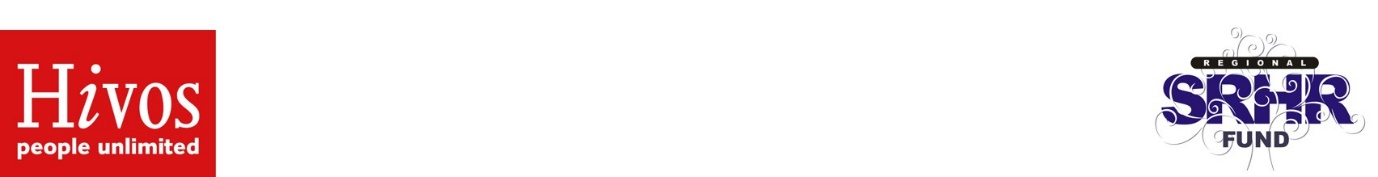 Hivos
people unlimited
REGIONAL
SRHR
FUND